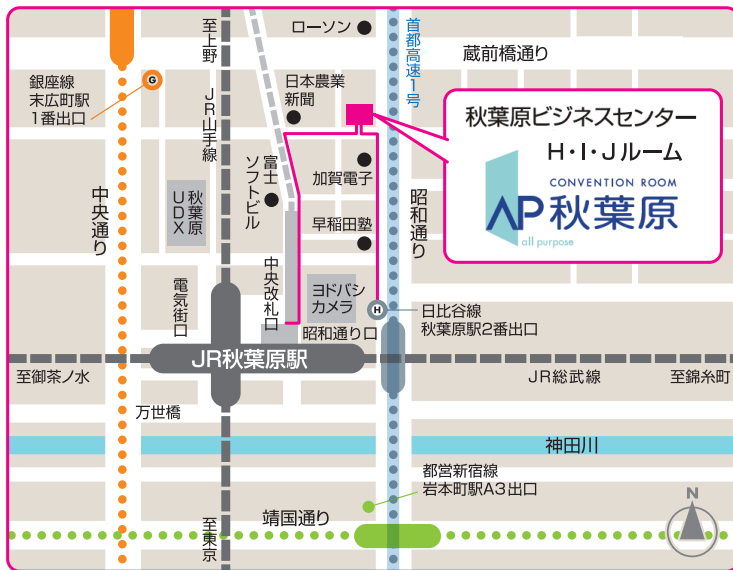 至上野
ローソン
首都高速1号
蔵前橋通り
銀座線
末広町駅
1番出口
G
JR山手線
日本農業
新聞
秋葉原ビジネスセンター
H・I・Jルーム
CONVENTION ROOM
AP秋葉原
all purpose
富士
ソフトビル
加賀電子
中央通り
秋葉原
UDX
早稲田塾
昭和通り
電気街口
中央改札口
ヨドバシ
カメラ
H
日比谷線
秋葉原駅2番出口
昭和通り口
JR秋葉原駅
至御茶ノ水
JR総武線
至錦糸町
万世橋
神田川
都営新宿線
岩本町駅A3出口
靖国通り
至東京
N